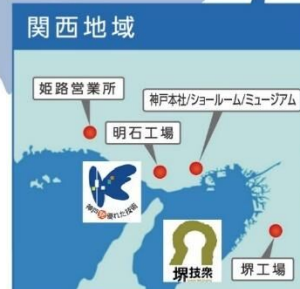 関西地域
姫路営業所
神戸本社/ショールーム/ミュージアム
明石工場
神戸発・優れた技術
堺技衆
堺工場